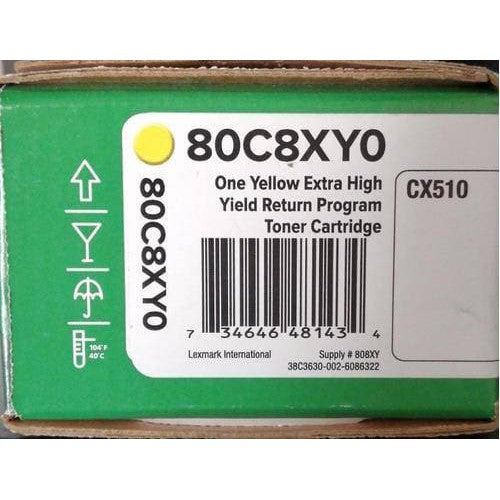 80C8XY0
80C8XY0
One Yellow Extra High
Yield Return Program
Toner Cartridge
CX510
7 34646 48143 4
Lexmark International
Supply # 808XY
38C3630-002-6086322
104°F
40°C